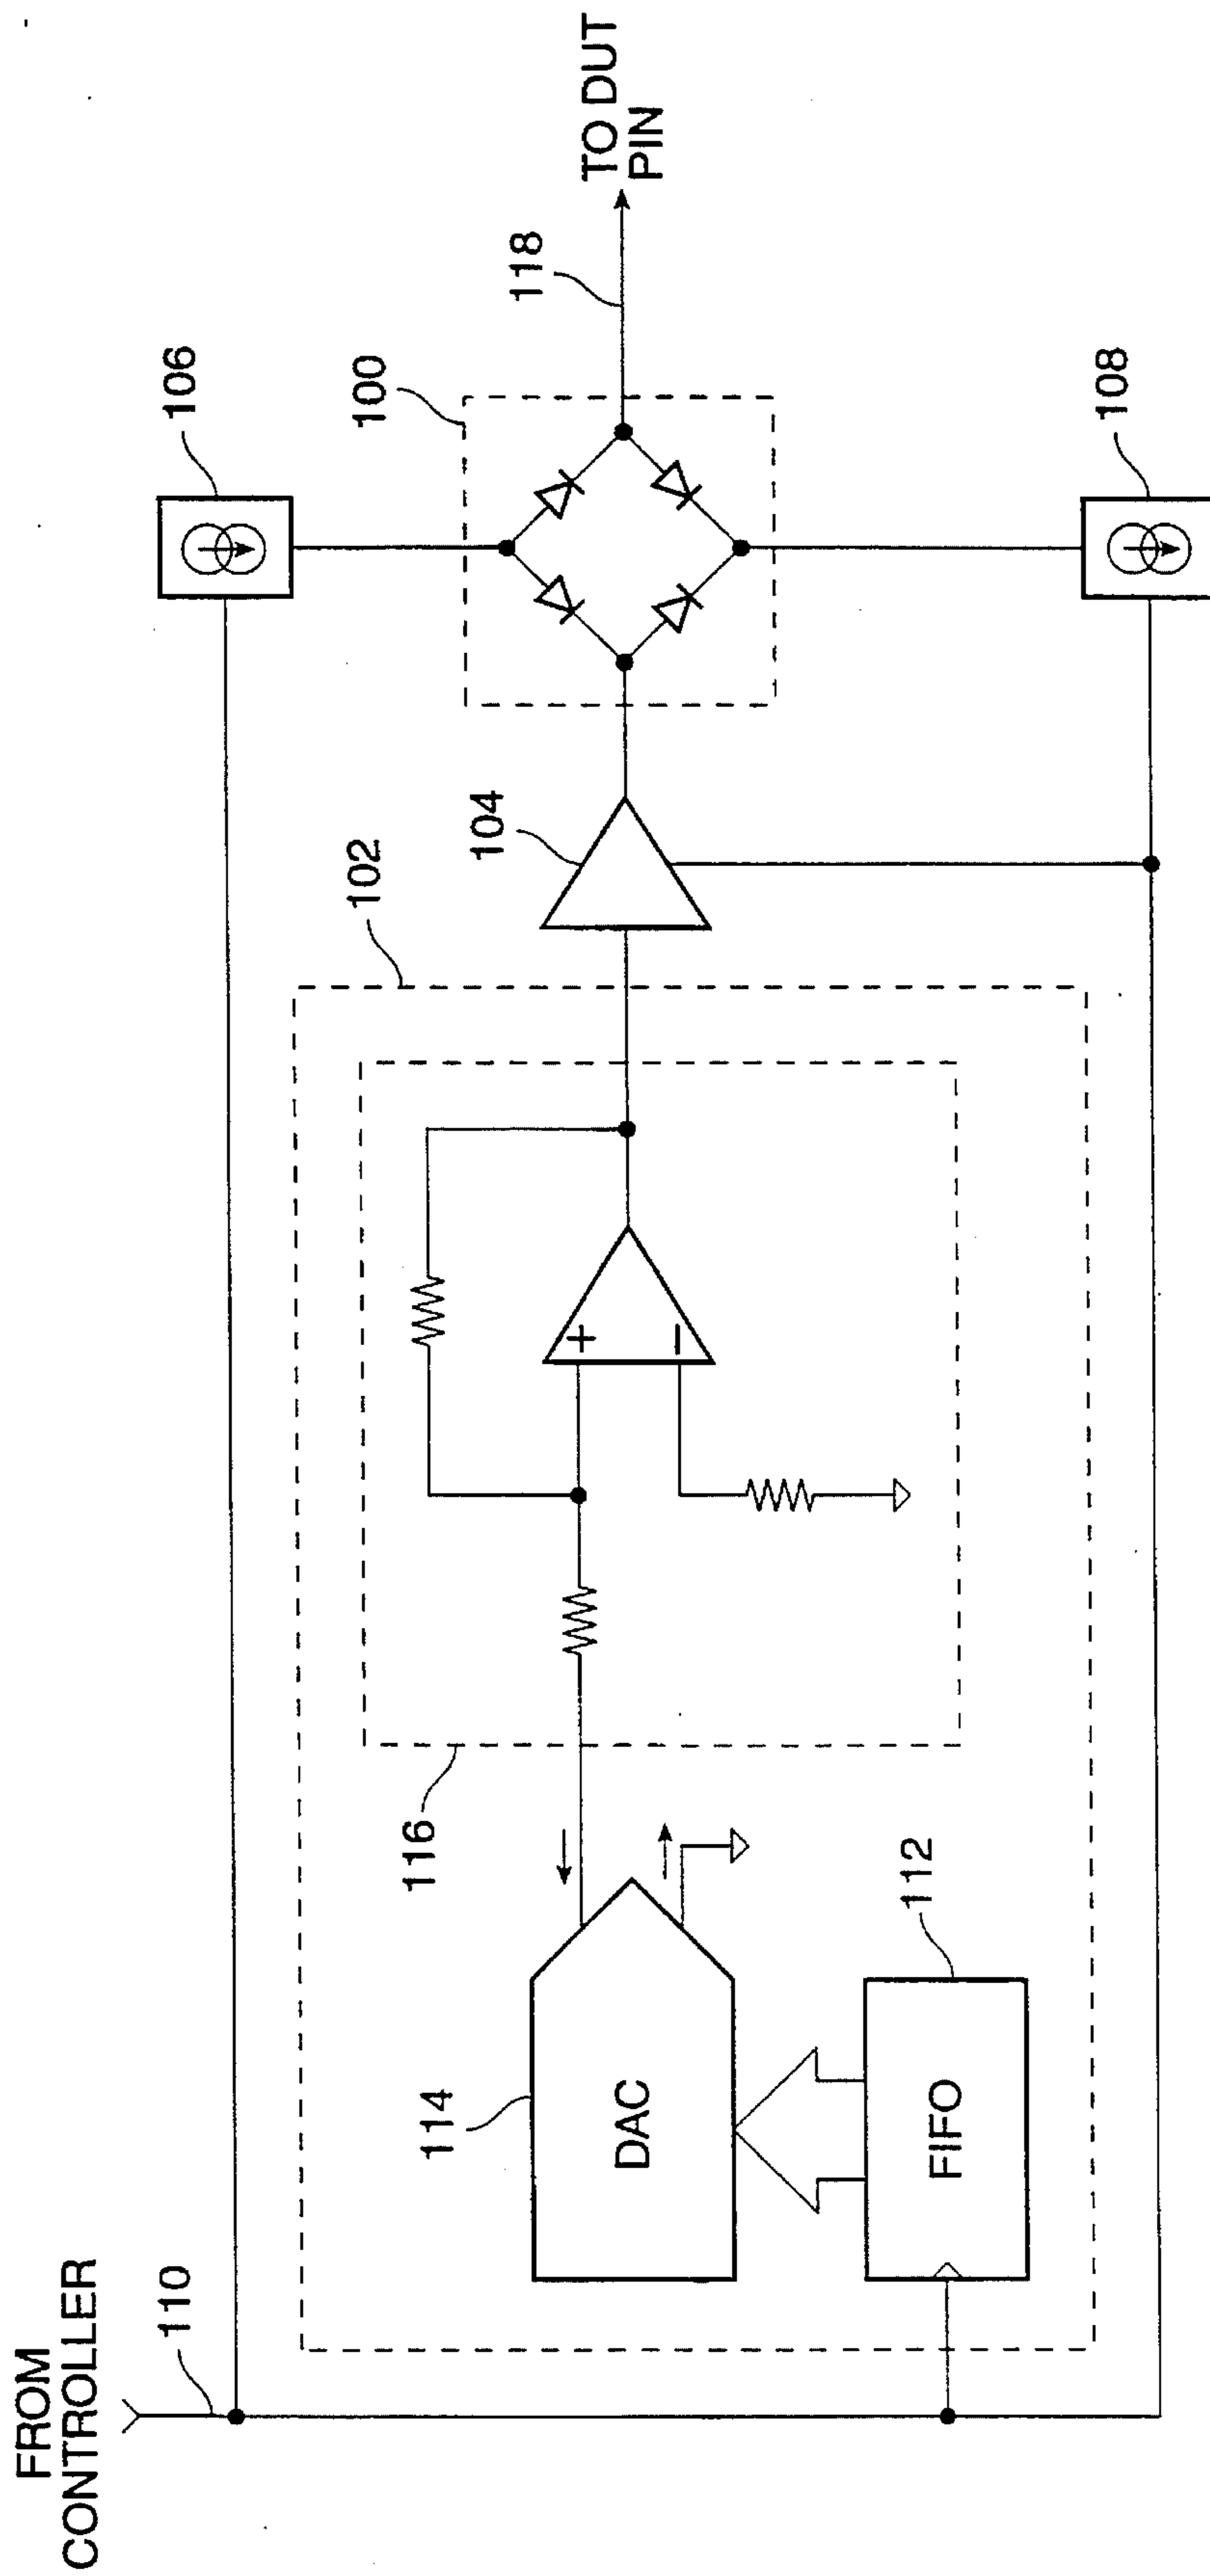 FROM
CONTROLLER
110
106
102
104
100
118
TO DUT
PIN
116
+
−
114
DAC
112
FIFO
108